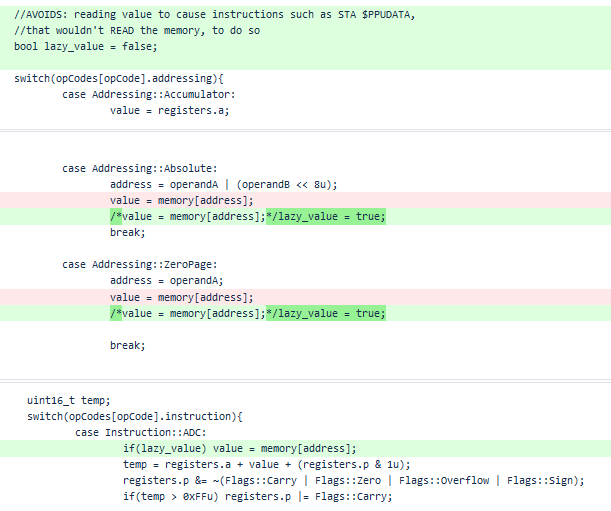 //AVOIDS: reading value to cause instructions such as STA $PPUDATA,
//that wouldn't READ the memory, to do so
bool lazy_value = false;
switch(opCodes[opCode].addressing){
case Addressing::Accumulator:
value = registers.a;
case Addressing::Absolute:
address = operandA | (operandB << 8u);
value = memory[address];
/*value = memory[address];*/lazy_value = true;
break;
case Addressing::ZeroPage:
address = operandA;
value = memory[address];
/*value = memory[address];*/lazy_value = true;
break;
uint16_t temp;
switch(opCodes[opCode].instruction){
case Instruction::ADC:
if(lazy_value) value = memory[address];
temp = registers.a + value + (registers.p & 1u);
registers.p &= ~(Flags::Carry | Flags::Zero | Flags::Overflow | Flags::Sign);
if(temp > 0xFFu) registers.p |= Flags::Carry;